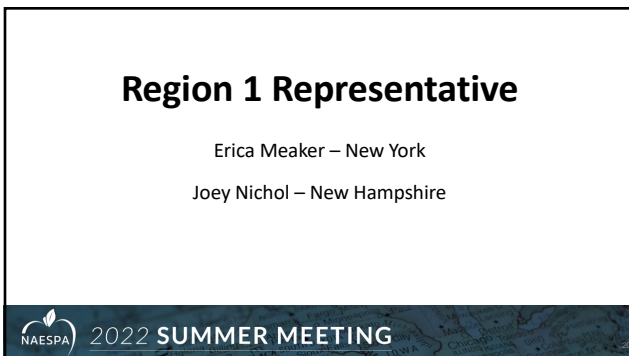 Region 1 Representative
Erica Meaker – New York
Joey Nichol – New Hampshire
NAESPA 2022 SUMMER MEETING